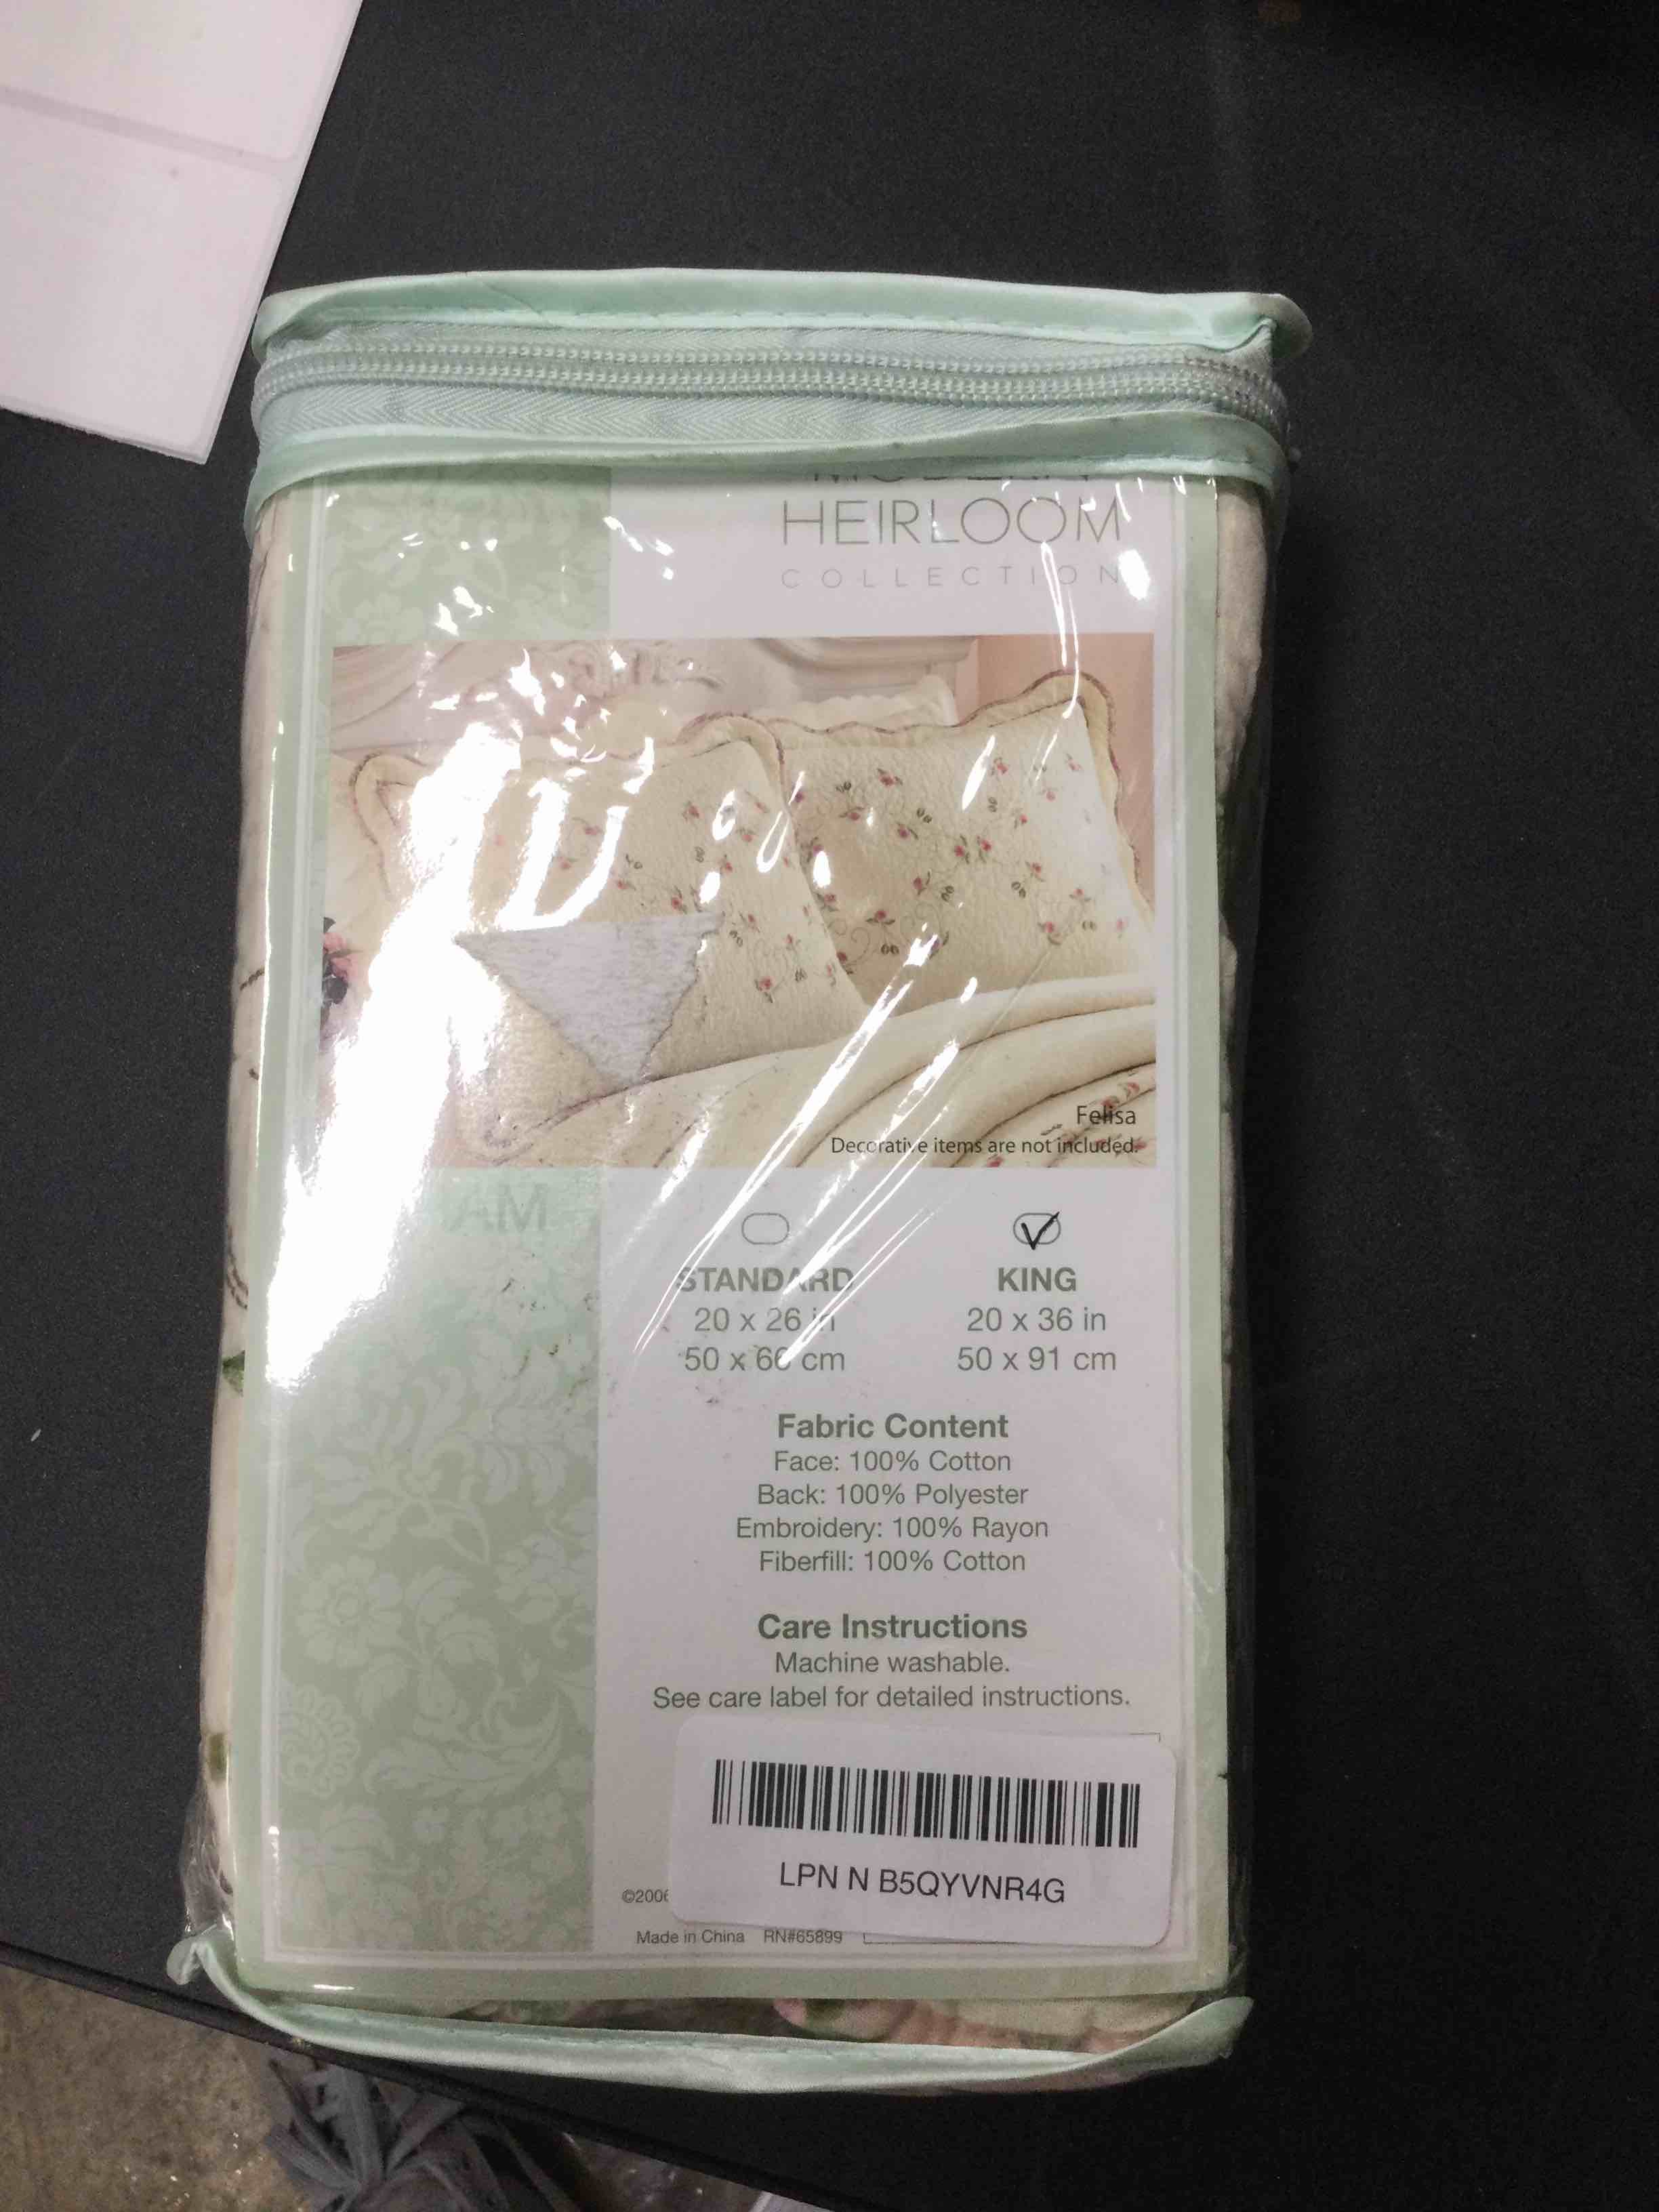 HEIRLOOM
COLLECTION
Felisa
Decorative items are not included.
STANDARD
20 x 26 in
50 x 66 cm
KING
20 x 36 in
50 x 91 cm
Fabric Content
Face: 100% Cotton
Back: 100% Polyester
Embroidery: 100% Rayon
Fiberfill: 100% Cotton
Care Instructions
Machine washable.
See care label for detailed instructions.
LPN N B5QYVNR4G
©2006
Made in China RN#65899